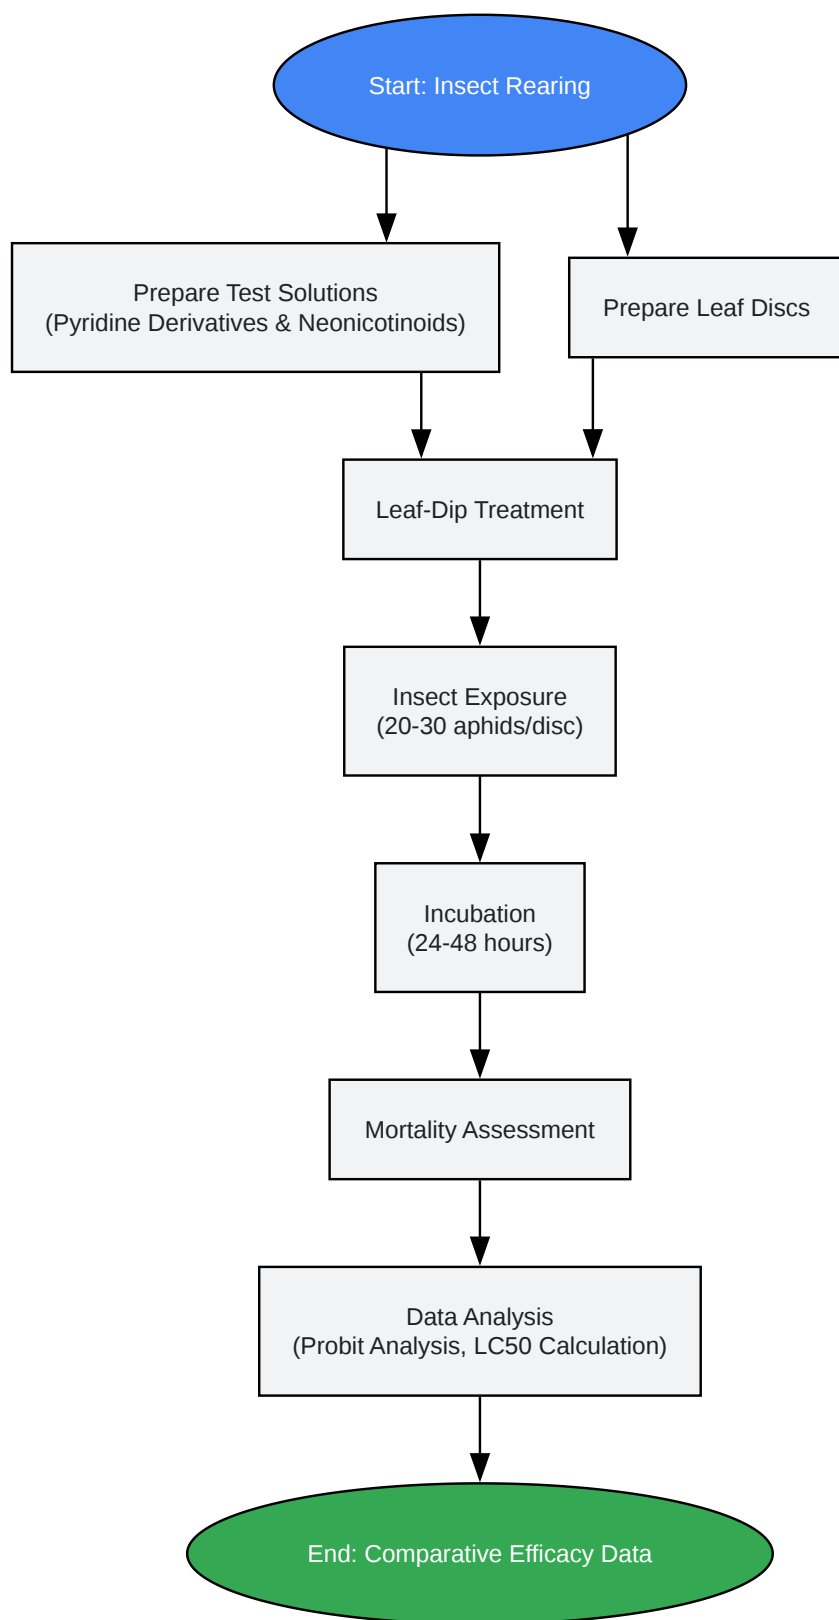 Start: Insect Rearing
Prepare Test Solutions
(Pyridine Derivatives & Neonicotinoids)
Prepare Leaf Discs
Leaf-Dip Treatment
Insect Exposure
(20-30 aphids/disc)
Incubation
(24-48 hours)
Mortality Assessment
Data Analysis
(Probit Analysis, LC50 Calculation)
End: Comparative Efficacy Data